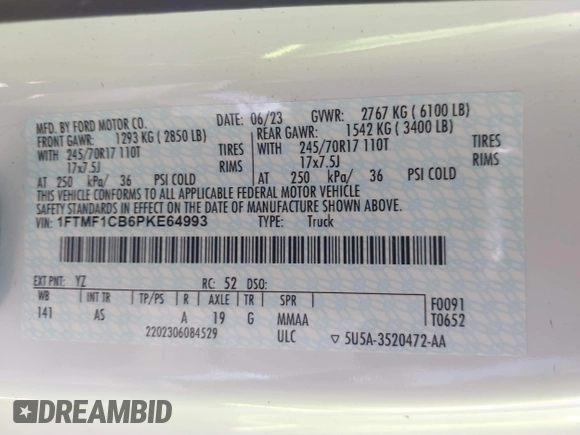 MFD. BY FORD MOTOR CO. DATE: 06/23 GVWR: 2767 KG ( 6100 LB)
FRONT GAWR: 1293 KG ( 2850 LB) REAR GAWR: 1542 KG ( 3400 LB)
WITH 245/70R17 110T TIRES WITH 245/70R17 110T TIRES
17x7.5J RIMS 17x7.5J RIMS
AT 250 kPa/ 36 PSI COLD AT 250 kPa/ 36 PSI COLD
THIS VEHICLE CONFORMS TO ALL APPLICABLE FEDERAL MOTOR VEHICLE
SAFETY STANDARDS IN EFFECT ON THE DATE OF MANUFACTURE SHOWN ABOVE.
VIN: 1FTMF1CB6PKE64993 TYPE: Truck
EXT PNT: YZ RC: 52 DSO:
WB INT TR TP/PS R AXLE TR SPR F0091
141 AS A 19 G MMAA T0652
2202306084529 ULC 5U5A-3520472-AA
DREAMBID